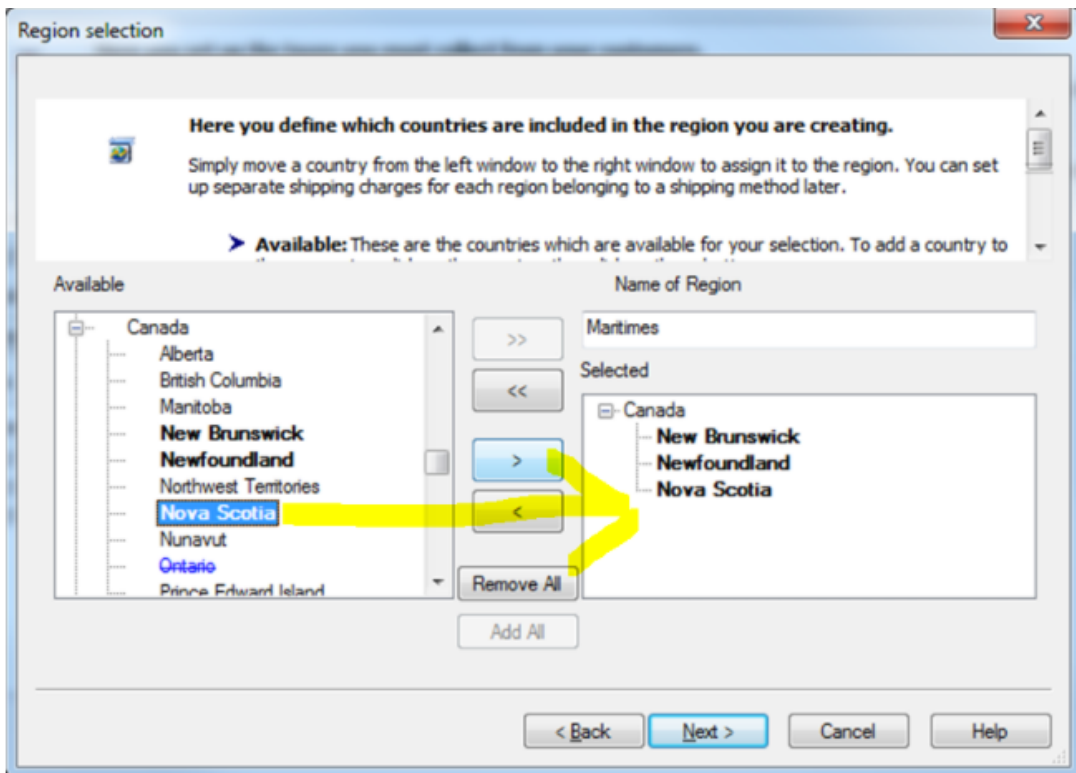 Region selection
Here you define which countries are included in the region you are creating.
Simply move a country from the left window to the right window to assign it to the region. You can set
up separate shipping charges for each region belonging to a shipping method later.
Available: These are the countries which are available for your selection. To add a country to
Available
Name of Region
Canada
Alberta
British Columbia
Manitoba
New Brunswick
Newfoundland
Northwest Territories
Nova Scotia
Nunavut
Ontario
Prince Edward Island
>>
<<
>
<
Remove All
Add All
Maritimes
Selected
Canada
New Brunswick
Newfoundland
Nova Scotia
< Back
Next >
Cancel
Help